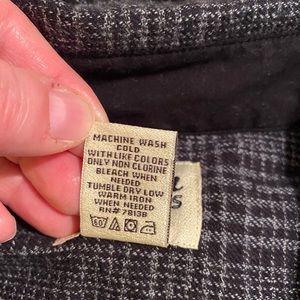 MACHINE WASH
COLD
WITH LIKE COLORS
ONLY NON CLORINE
BLEACH WHEN
NEEDED
TUMBLE DRY LOW
WARM IRON
WHEN NEEDED
RN# 78138